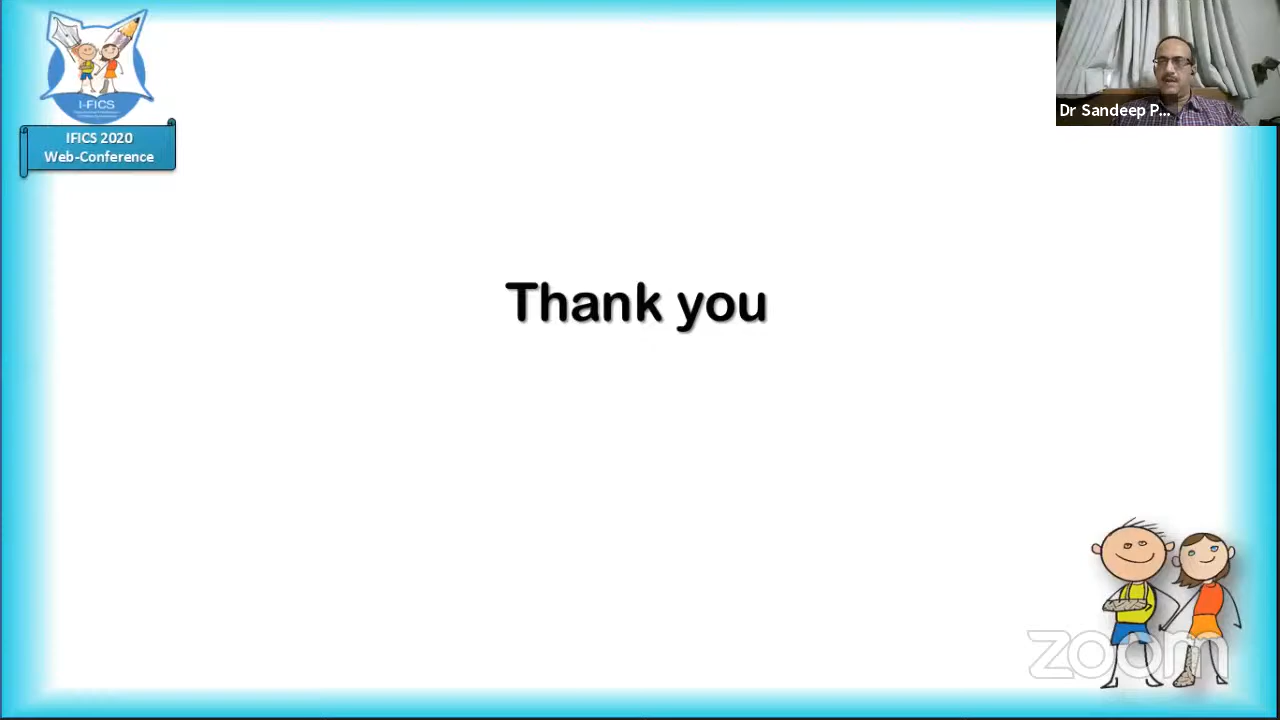 I-FICS
IFICS 2020
Web-Conference
Dr Sandeep P...
Thank you
zoom